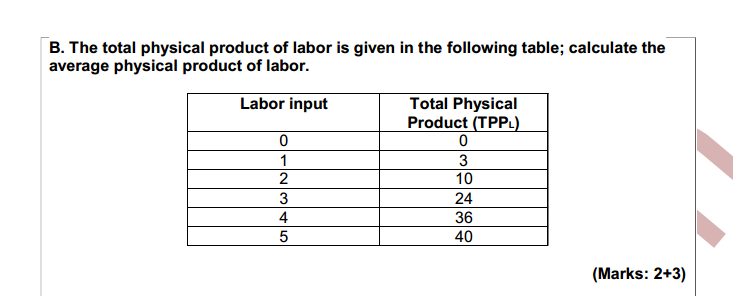 B. The total physical product of labor is given in the following table; calculate the
average physical product of labor.
Labor input Total Physical
Product (TPPL)
0 0
1 3
2 10
3 24
4 36
5 40
(Marks: 2+3)